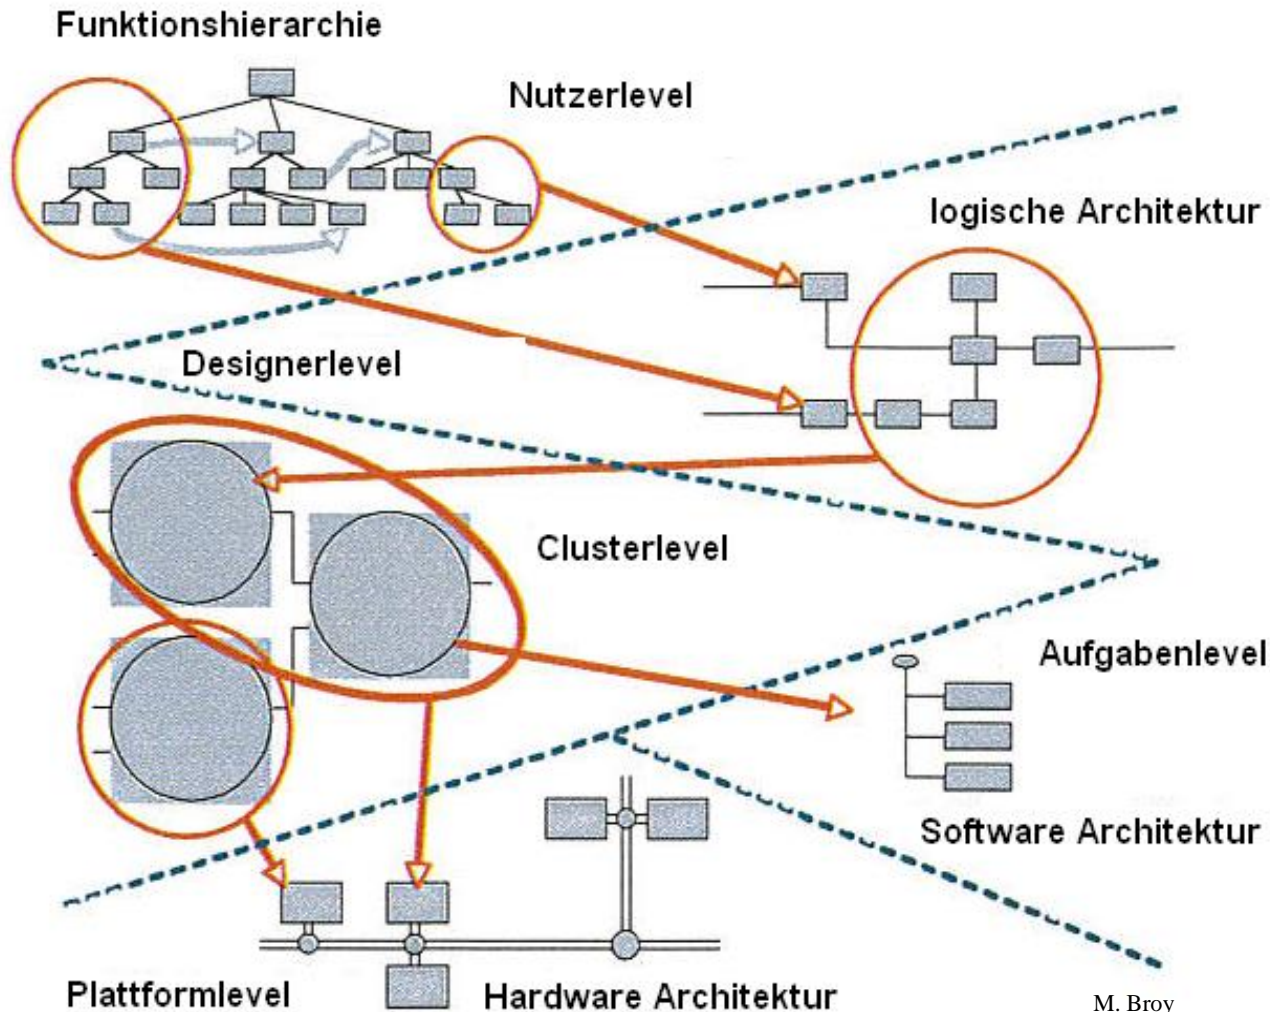 Funktionshierarchie
Nutzerlevel
logische Architektur
Designerlevel
Clusterlevel
Aufgabenlevel
Software Architektur
Plattformlevel
Hardware Architektur
M. Broy